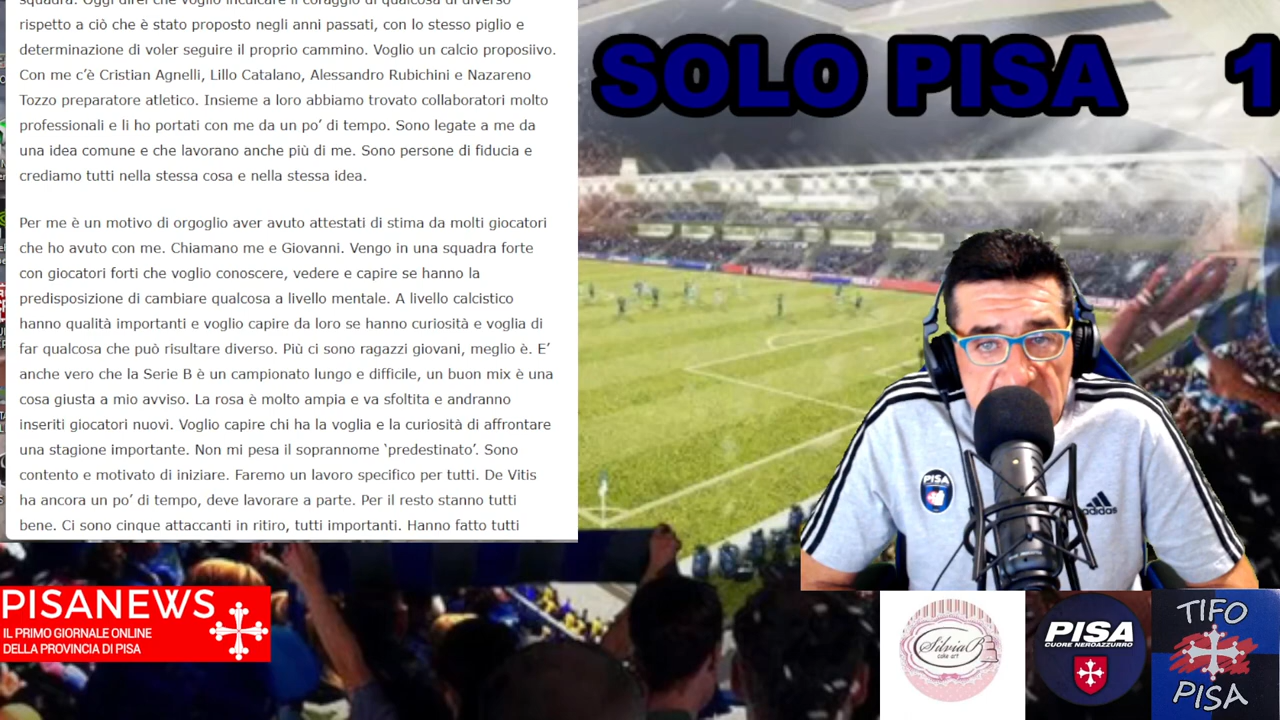 squadra. Oggi direi che voglio inculcare il coraggio di qualcosa di diverso
rispetto a ciò che è stato proposto negli anni passati, con lo stesso piglio e
determinazione di voler seguire il proprio cammino. Voglio un calcio proposiivo.
Con me c’è Cristian Agnelli, Lillo Catalano, Alessandro Rubichini e Nazareno
Tozzo preparatore atletico. Insieme a loro abbiamo trovato collaboratori molto
professionali e li ho portati con me da un po’ di tempo. Sono legate a me da
una idea comune e che lavorano anche più di me. Sono persone di fiducia e
crediamo tutti nella stessa cosa e nella stessa idea.
Per me è un motivo di orgoglio aver avuto attestati di stima da molti giocatori
che ho avuto con me. Chiamano me e Giovanni. Vengo in una squadra forte
con giocatori forti che voglio conoscere, vedere e capire se hanno la
predisposizione di cambiare qualcosa a livello mentale. A livello calcistico
hanno qualità importanti e voglio capire da loro se hanno curiosità e voglia di
far qualcosa che può risultare diverso. Più ci sono ragazzi giovani, meglio è. E’
anche vero che la Serie B è un campionato lungo e difficile, un buon mix è una
cosa giusta a mio avviso. La rosa è molto ampia e va sfoltita e andranno
inseriti giocatori nuovi. Voglio capire chi ha la voglia e la curiosità di affrontare
una stagione importante. Non mi pesa il soprannome ‘predestinato’. Sono
contento e motivato di iniziare. Faremo un lavoro specifico per tutti. De Vitis
ha ancora un po’ di tempo, deve lavorare a parte. Per il resto stanno tutti
bene. Ci sono cinque attaccanti in ritiro, tutti importanti. Hanno fatto tutti
SOLO PISA 1
PISA
adidas
PISANEWS
IL PRIMO GIORNALE ONLINE
DELLA PROVINCIA DI PISA
SilviaB
cake art
PISA
CUORE NEROAZZURRO
TIFO
PISA